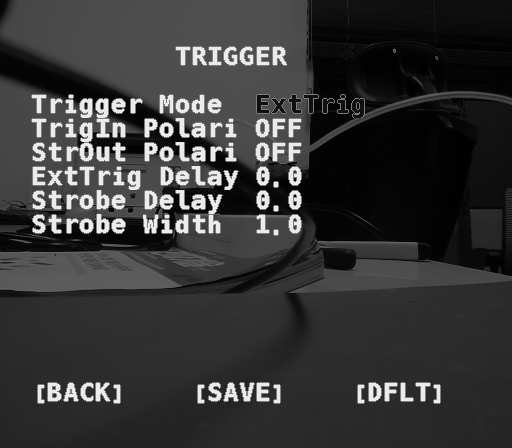 TRIGGER
Trigger Mode ExtTrig
TrigIn Polari OFF
StrOut Polari OFF
ExtTrig Delay 0.0
Strobe Delay 0.0
Strobe Width 1.0
[BACK] [SAVE] [DFLT]